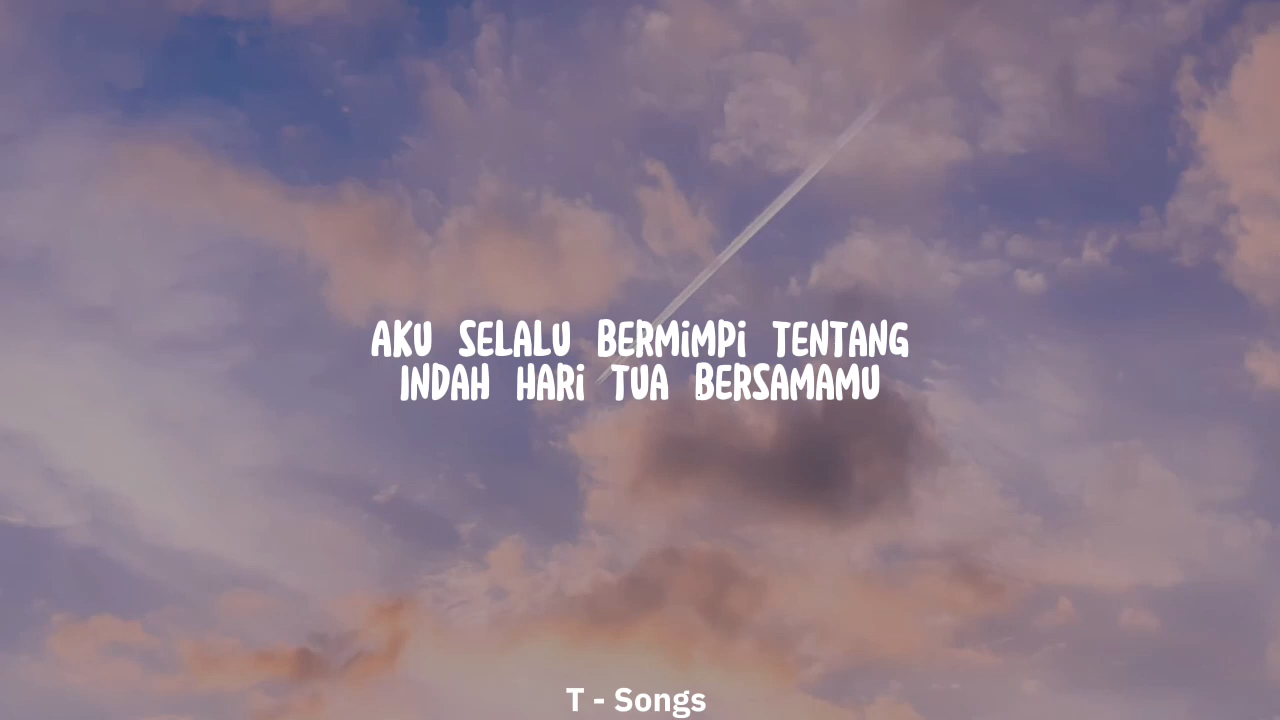 AKU SELALU BERMIMPI TENTANG
INDAH HARI TUA BERSAMAMU
T - Songs